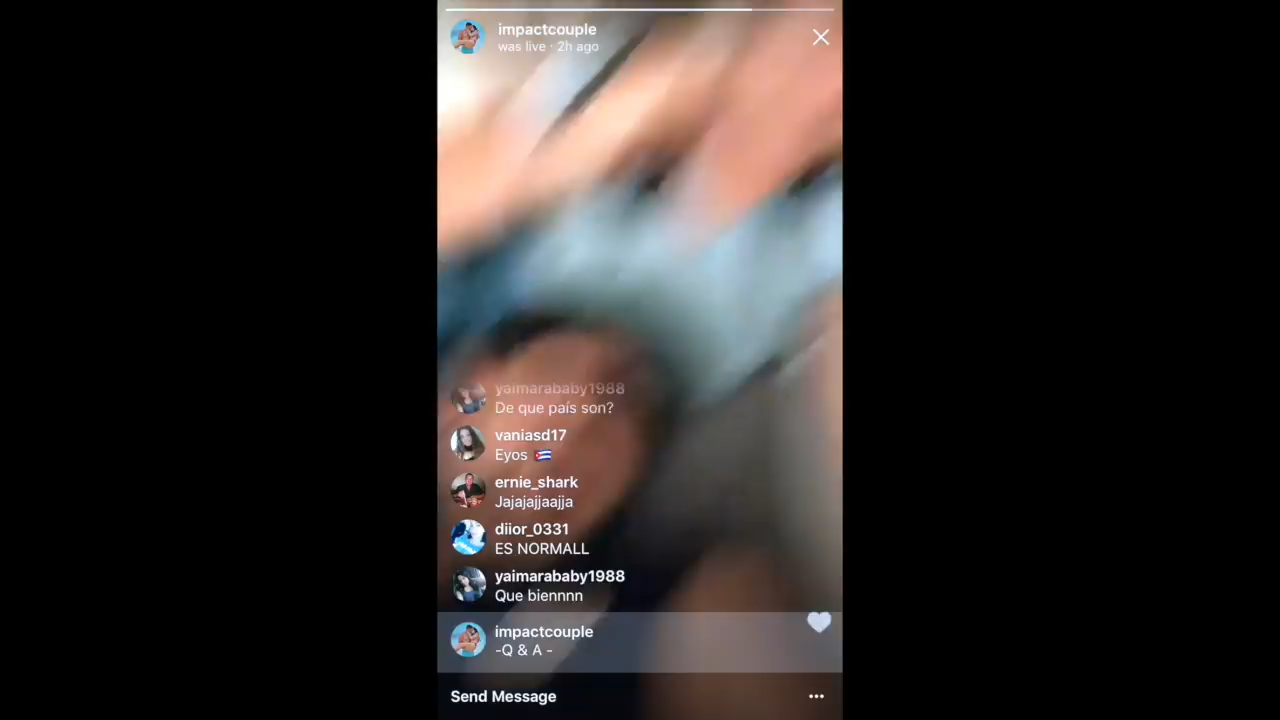 impactcouple
was live · 2h ago
yaimarababy1988
De que país son?
vaniasd17
Eyos 🇨🇺
ernie_shark
Jajajajjaajja
diior_0331
ES NORMALL
yaimarababy1988
Que biennnn
impactcouple
-Q & A -
Send Message